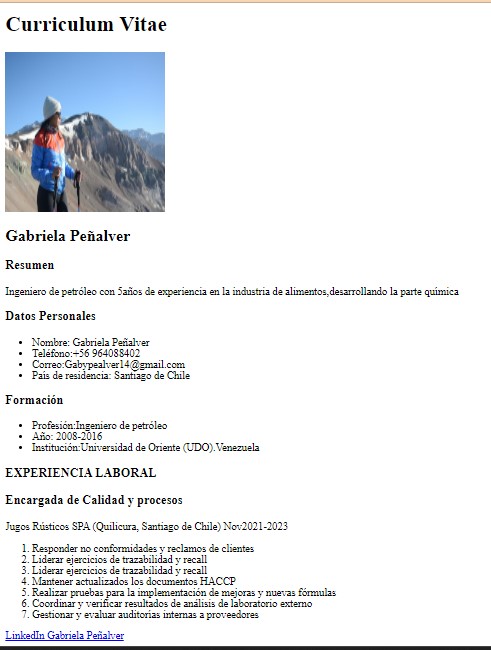 Curriculum Vitae
Gabriela Peñalver
Resumen
Ingeniero de petróleo con 5años de experiencia en la industria de alimentos,desarrollando la parte química
Datos Personales
Nombre: Gabriela Peñalver
Teléfono:+56 964088402
Correo:Gabypealver14@gmail.com
País de residencia: Santiago de Chile
Formación
Profesión:Ingeniero de petróleo
Año: 2008-2016
Institución:Universidad de Oriente (UDO).Venezuela
EXPERIENCIA LABORAL
Encargada de Calidad y procesos
Jugos Rústicos SPA (Quilicura, Santiago de Chile) Nov2021-2023
1. Responder no conformidades y reclamos de clientes
2. Liderar ejercicios de trazabilidad y recall
3. Liderar ejercicios de trazabilidad y recall
4. Mantener actualizados los documentos HACCP
5. Realizar pruebas para la implementación de mejoras y nuevas fórmulas
6. Coordinar y verificar resultados de análisis de laboratorio externo
7. Gestionar y evaluar auditorias internas a proveedores
LinkedIn Gabriela Peñalver